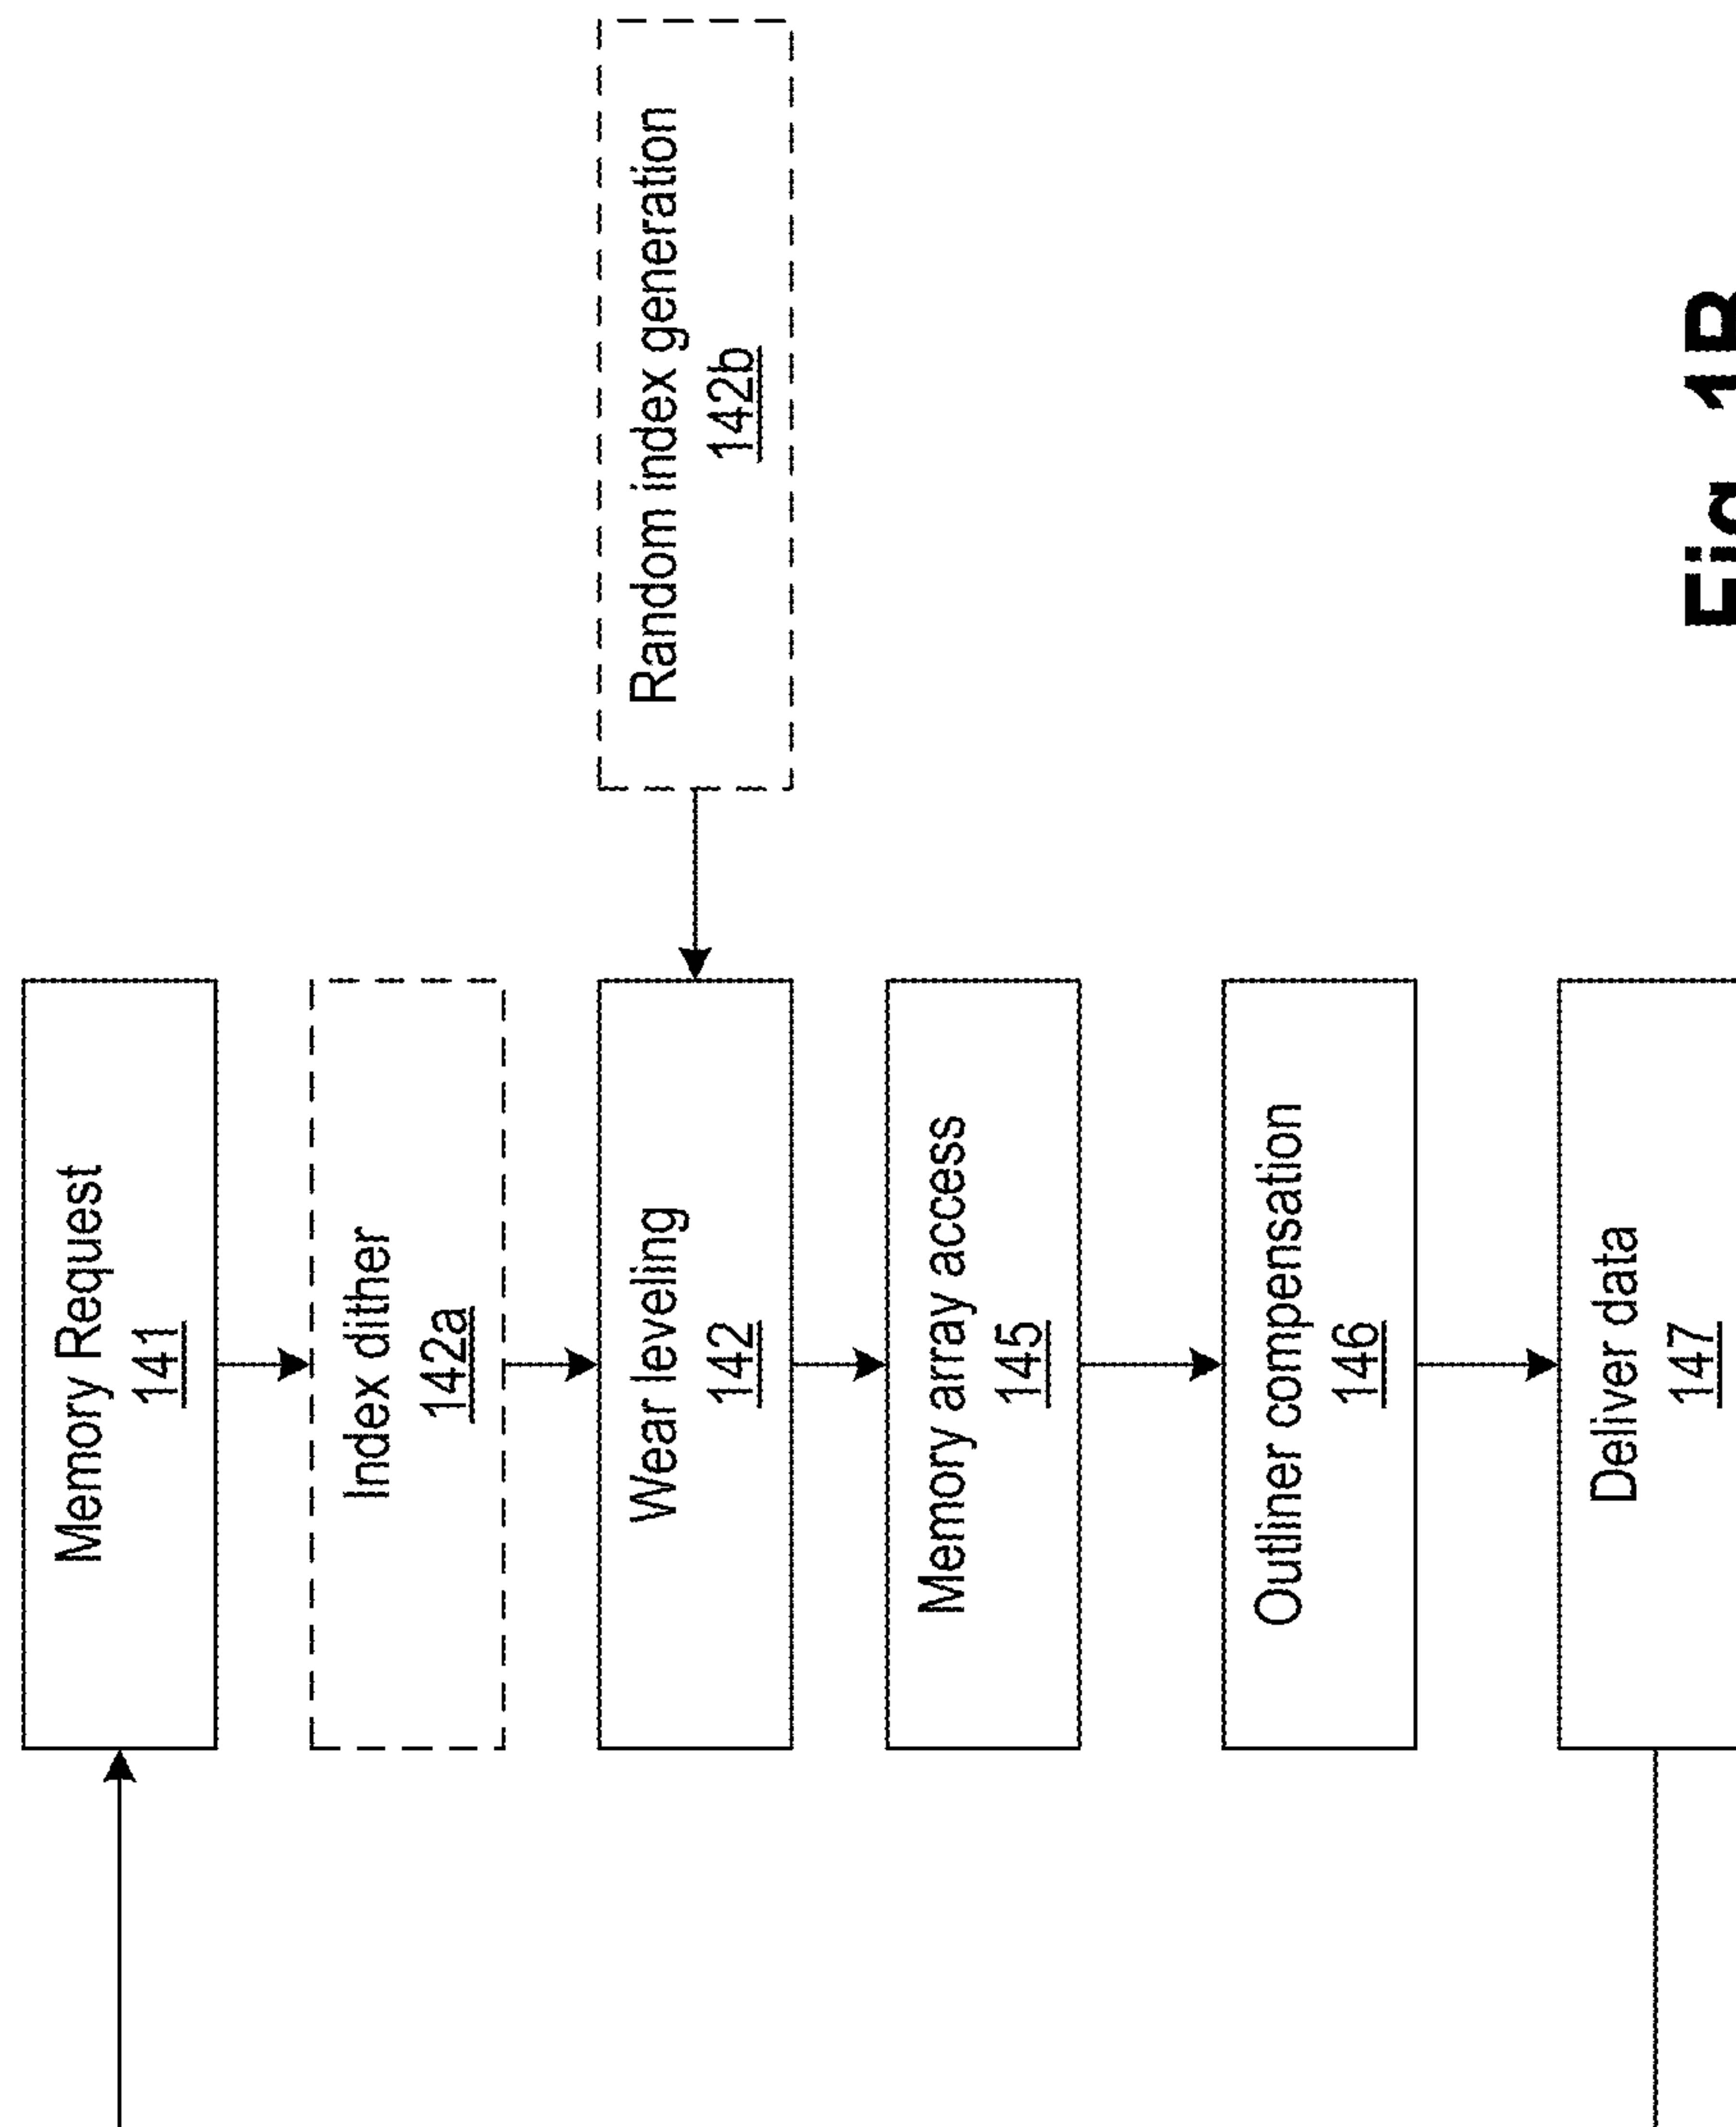 Memory Request
141
Index dither
142a
Wear leveling
142
Random index generation
142b
Memory array access
145
Outliner compensation
146
Deliver data
147